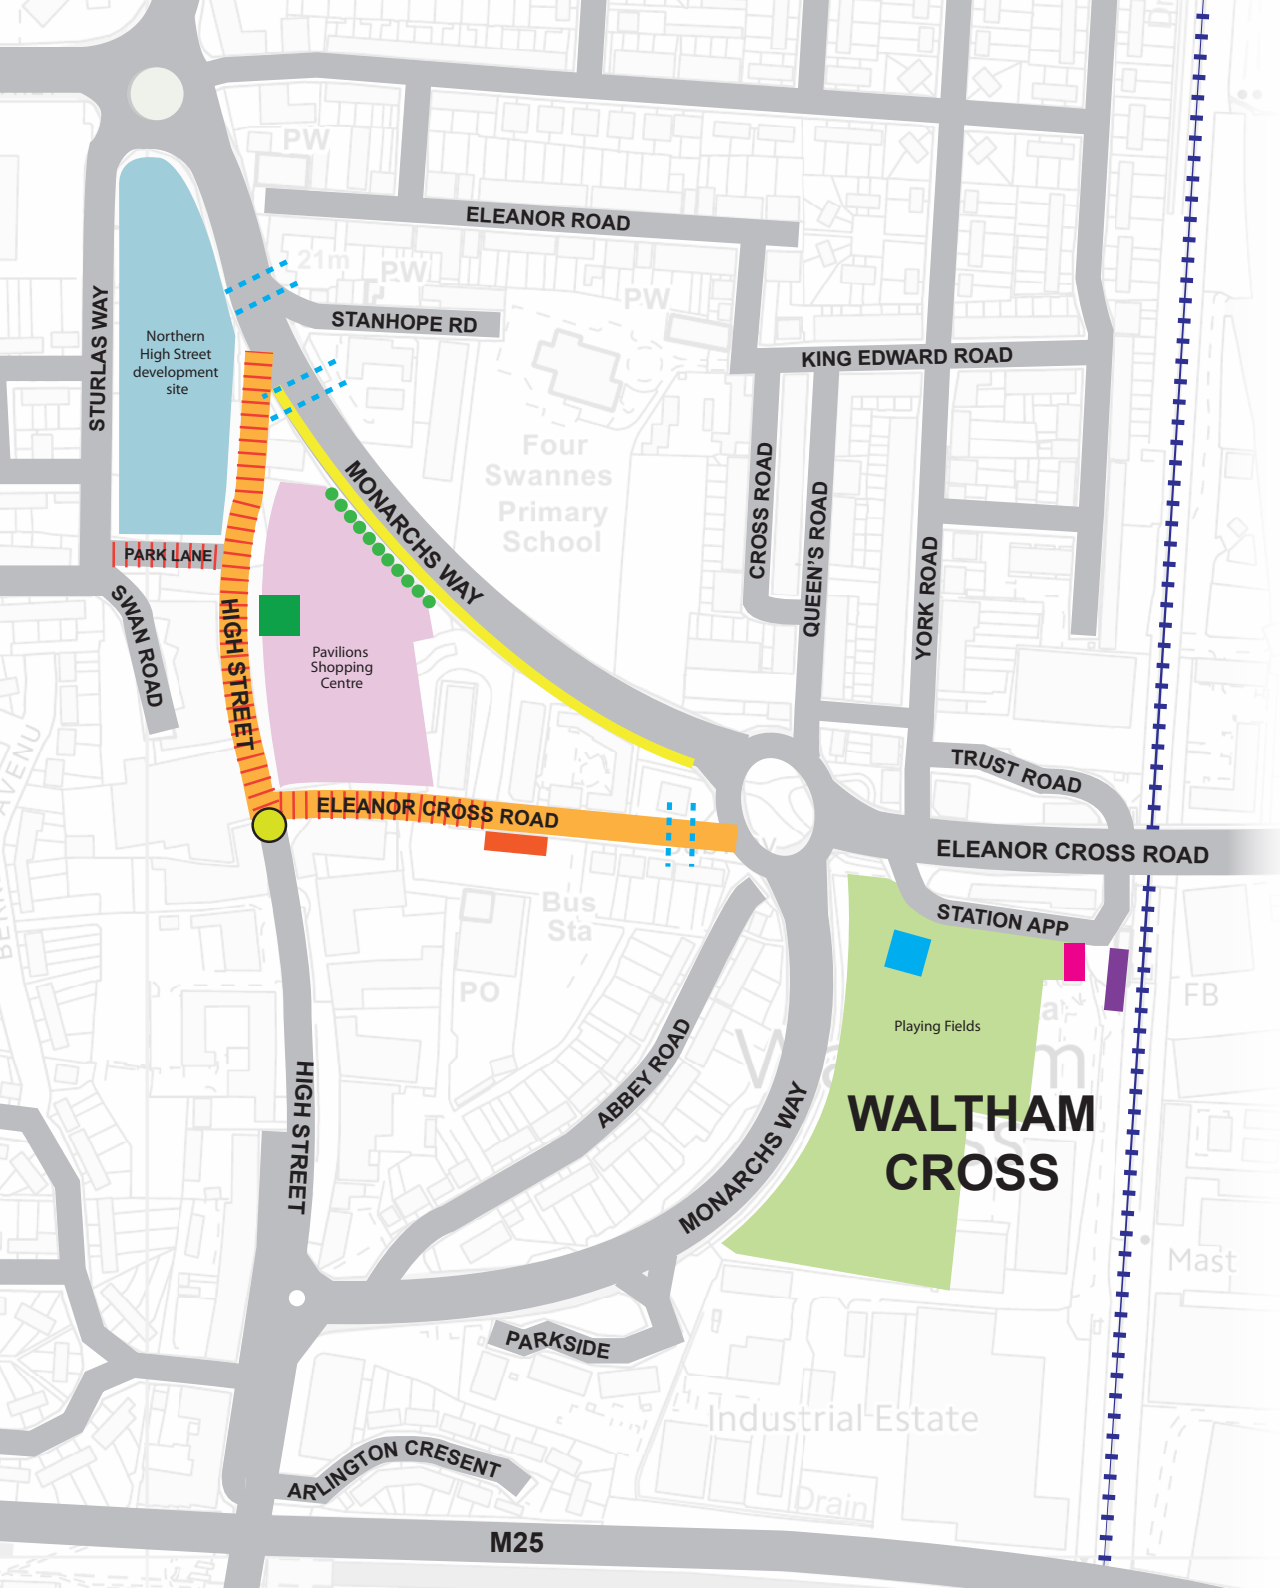 PW
ELEANOR ROAD
21m
PW
PW
STANHOPE RD
STURLAS WAY
Northern
High Street
development
site
KING EDWARD ROAD
Four
Swannes
Primary
School
MONARCHS WAY
CROSS ROAD
QUEEN'S ROAD
YORK ROAD
PARK LANE
SWAN ROAD
HIGH STREET
Pavilions
Shopping
Centre
TRUST ROAD
ELEANOR CROSS ROAD
ELEANOR CROSS ROAD
Bus
Sta
STATION APP
PO
FB
Playing Fields
ABBEY ROAD
HIGH STREET
MONARCHS WAY
WALTHAM
CROSS
Mast
PARKSIDE
Industrial Estate
ARLINGTON CRESENT
Drain
M25